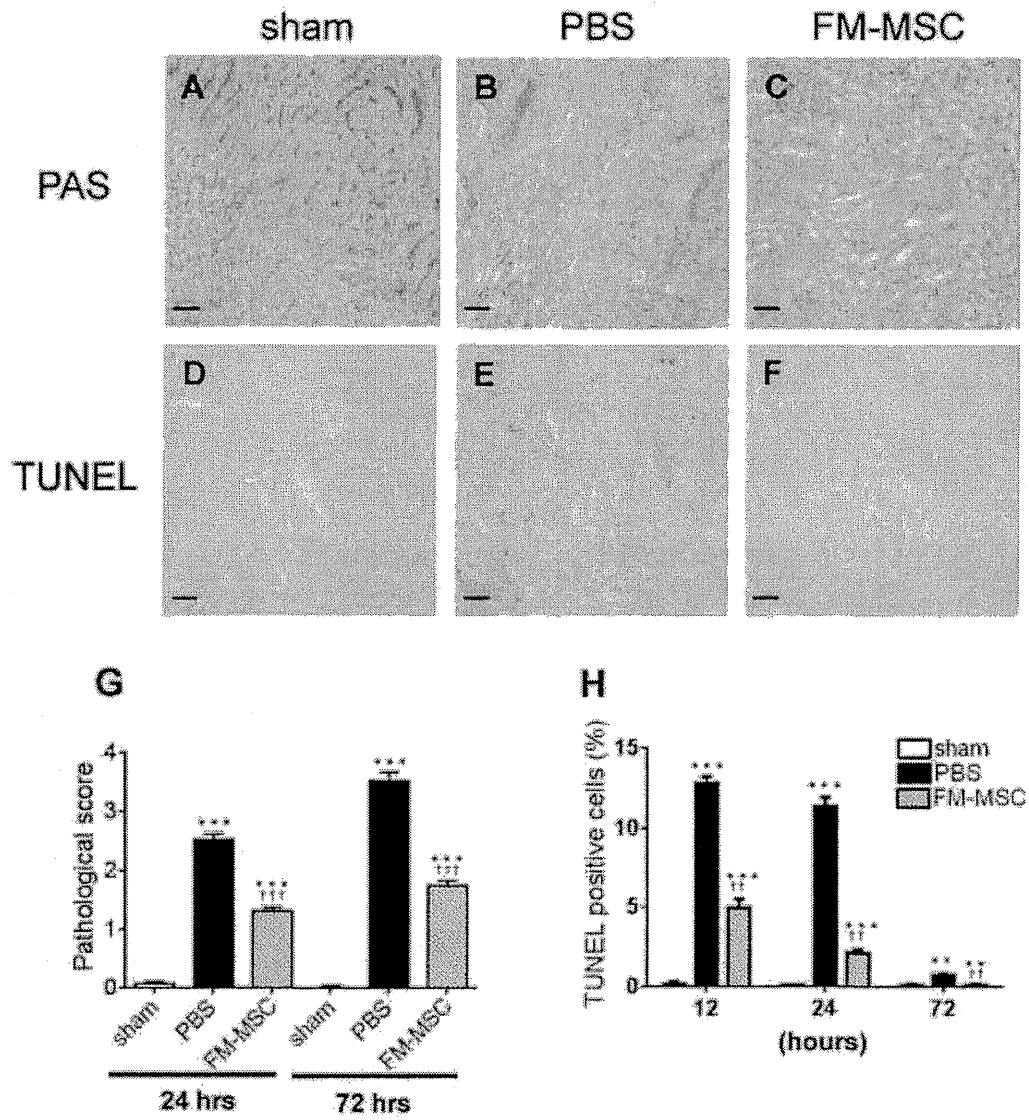 sham PBS FM-MSC
A B C
PAS
D E F
TUNEL
G
Pathological score
4
3
2
1
0
***
***
†††
***
***
†††
sham PBS FM-MSC sham PBS FM-MSC
24 hrs 72 hrs
H
TUNEL positive cells (%)
15
10
5
0
sham
PBS
FM-MSC
***
***
††
***
***
††
**
**
††
12 24 72
(hours)